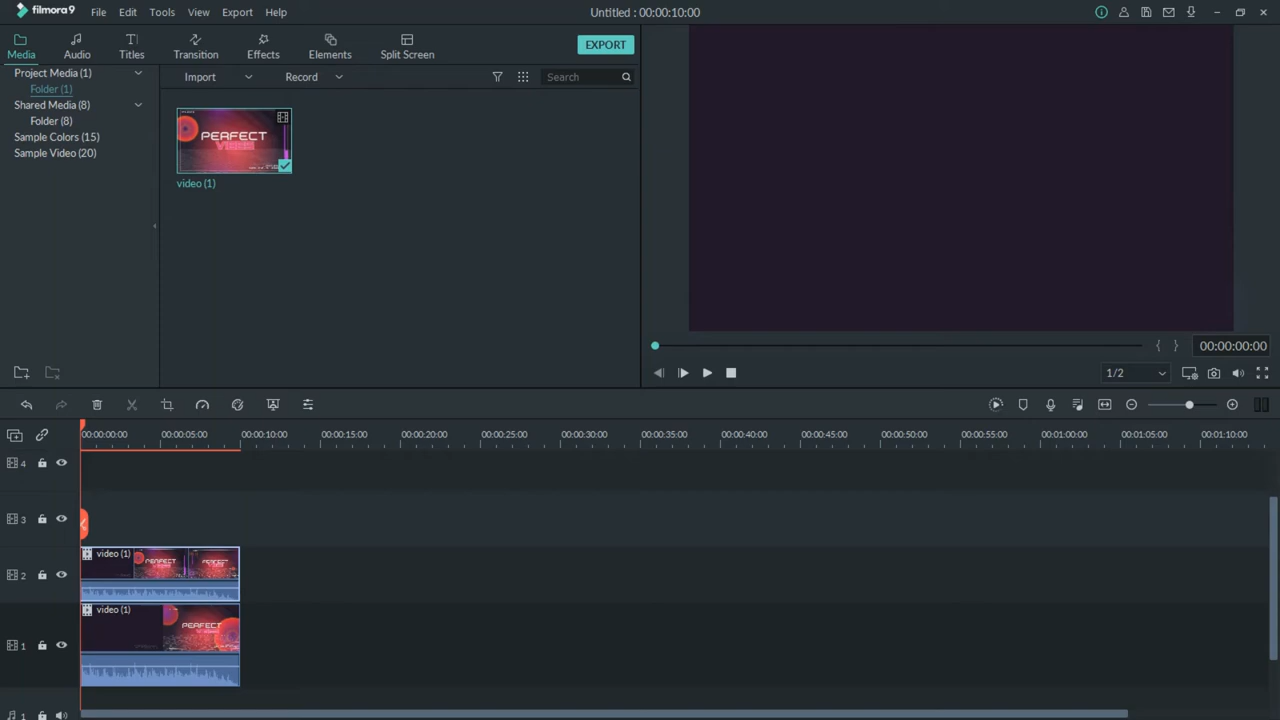 filmora9 File Edit Tools View Export Help Untitled : 00:00:10:00
Media Audio Titles Transition Effects Elements Split Screen EXPORT
Project Media (1)
Folder (1)
Shared Media (8)
Folder (8)
Sample Colors (15)
Sample Video (20)
Import Record Search
PERFECT
VIBES
video (1)
00:00:00:00
1/2
00:00:00:00 00:00:05:00 00:00:10:00 00:00:15:00 00:00:20:00 00:00:25:00 00:00:30:00 00:00:35:00 00:00:40:00 00:00:45:00 00:00:50:00 00:00:55:00 00:01:00:00 00:01:05:00 00:01:10:00
4
3
2
video (1)
PERFECT
1
video (1)
PERFECT
1